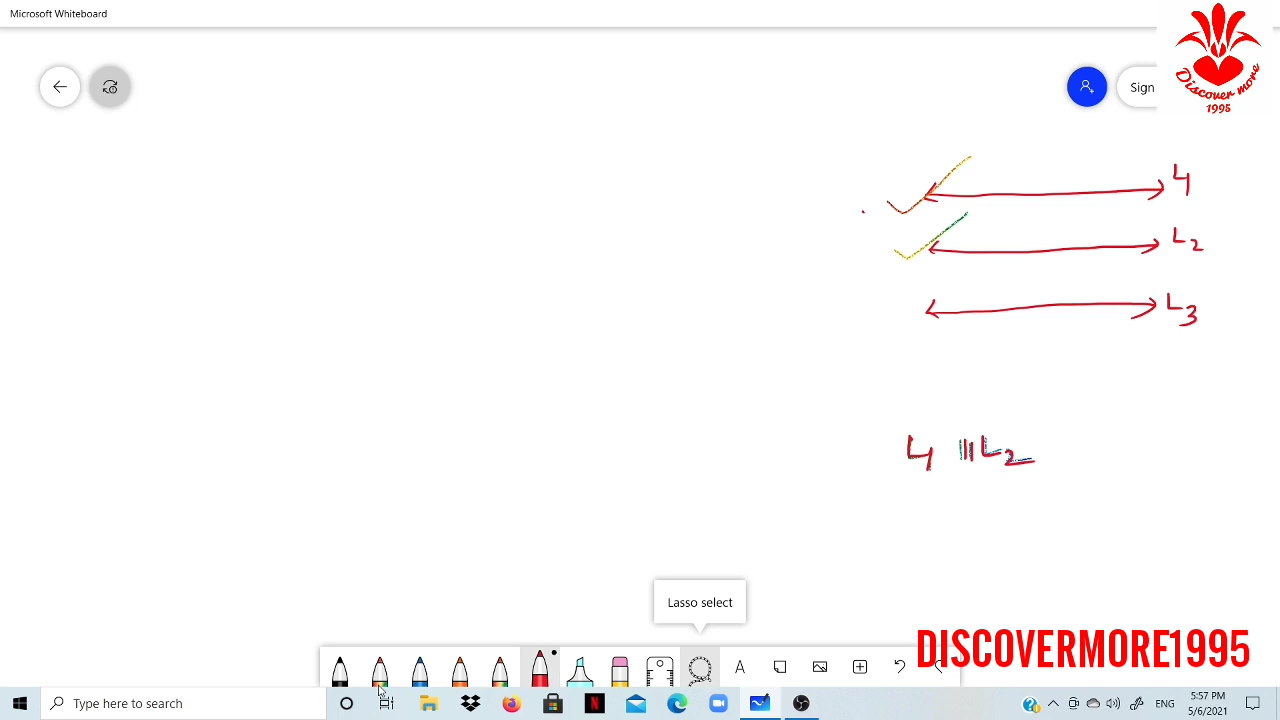 Microsoft Whiteboard
Sign
Discover more
1995
L1
L2
L3
L1 ||| L2
Lasso select
A
DISCOVERMORE1995
Type here to search
ENG
5:57 PM
5/6/2021